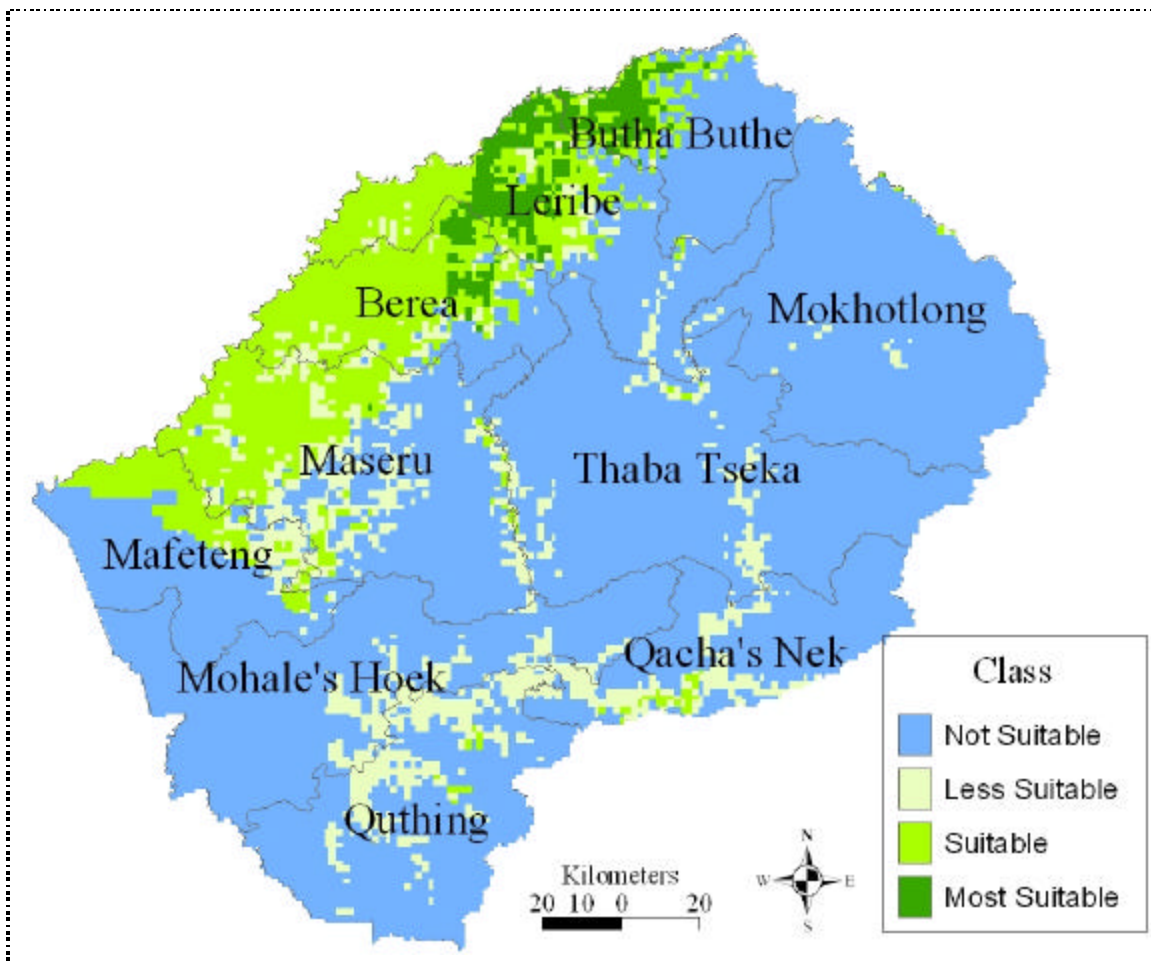 Butha Buthe
Leribe
Berea
Mokhotlong
Maseru
Thaba Tseka
Mafeteng
Mohale's Hoek
Qacha's Nek
Quthing
Class
Not Suitable
Less Suitable
Suitable
Most Suitable
Kilometers
20 10 0 20
N
W E
S